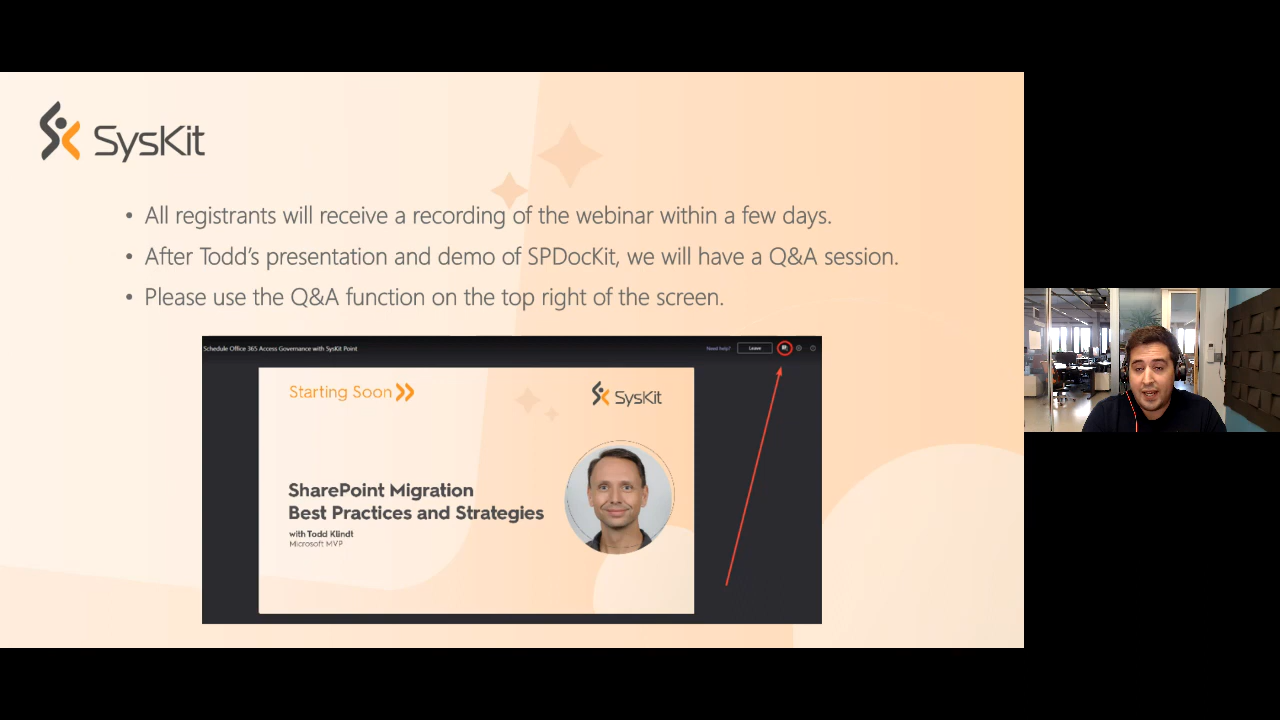 SysKit
• All registrants will receive a recording of the webinar within a few days.
• After Todd's presentation and demo of SPDocKit, we will have a Q&A session.
• Please use the Q&A function on the top right of the screen.
Schedule Office 365 Access Governance with SysKit Point
Need help?
Leave
Starting Soon
SysKit
SharePoint Migration
Best Practices and Strategies
with Todd Klindt
Microsoft MVP